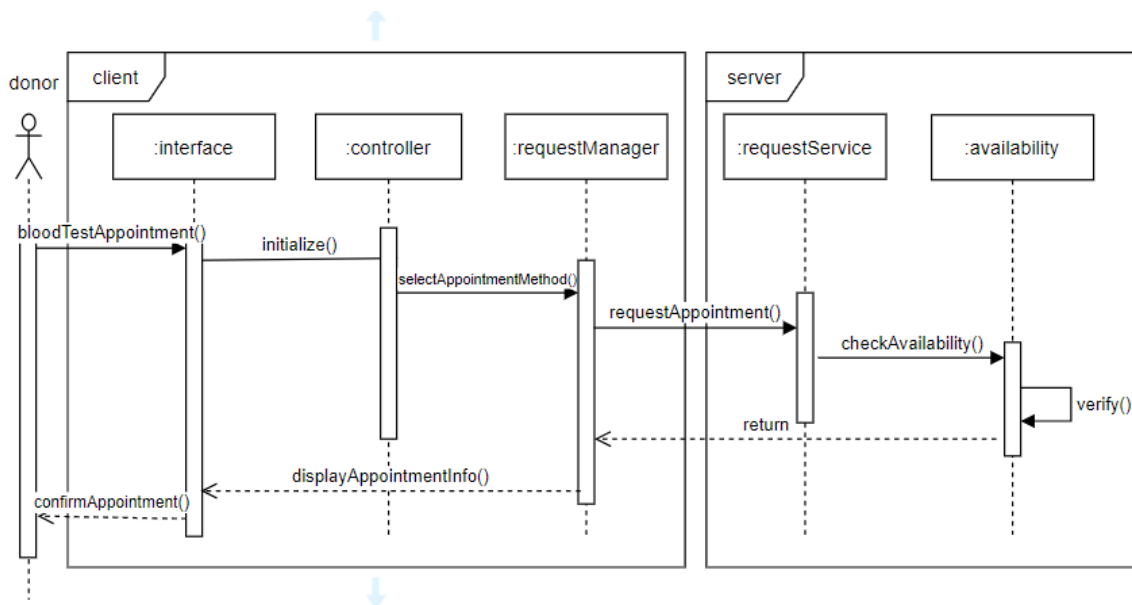 client
server
donor
:interface
:controller
:requestManager
:requestService
:availability
bloodTestAppointment()
initialize()
selectAppointmentMethod()
requestAppointment()
checkAvailability()
verify()
return
displayAppointmentInfo()
confirmAppointment()